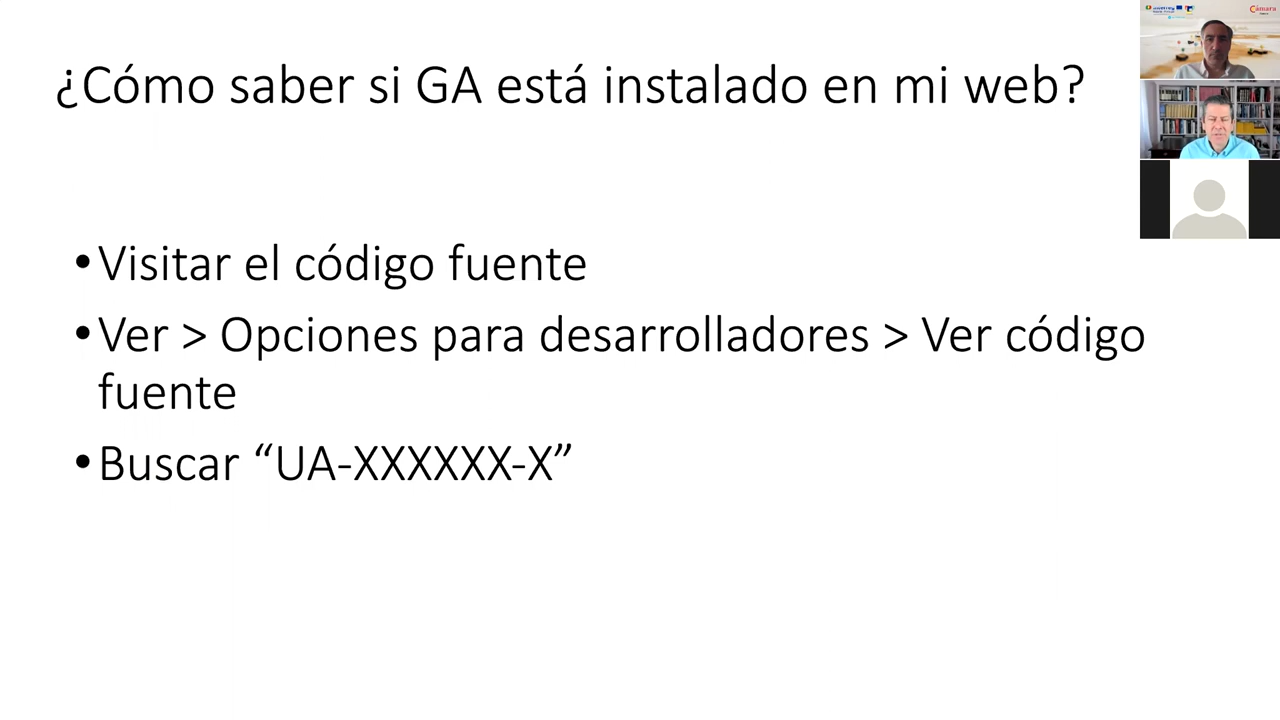 ¿Cómo saber si GA está instalado en mi web?
•Visitar el código fuente
•Ver > Opciones para desarrolladores > Ver código
fuente
•Buscar “UA-XXXXXX-X”
Cámara